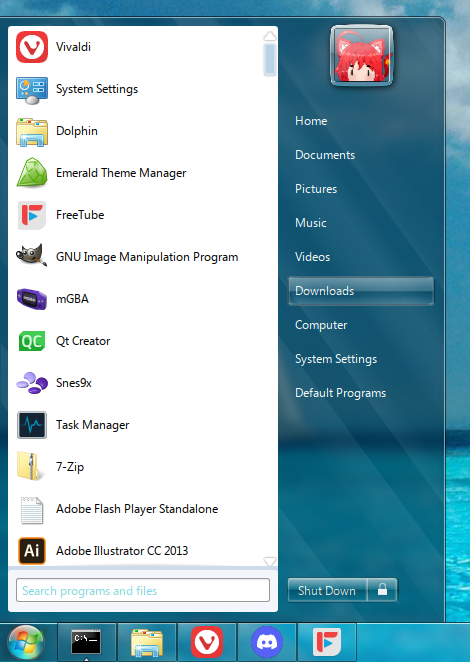 Vivaldi
System Settings
Dolphin
Emerald Theme Manager
FreeTube
GNU Image Manipulation Program
mGBA
QC
Qt Creator
Snes9x
Task Manager
7-Zip
Adobe Flash Player Standalone
Ai
Adobe Illustrator CC 2013
Search programs and files
Home
Documents
Pictures
Music
Videos
Downloads
Computer
System Settings
Default Programs
Shut Down
C:\_